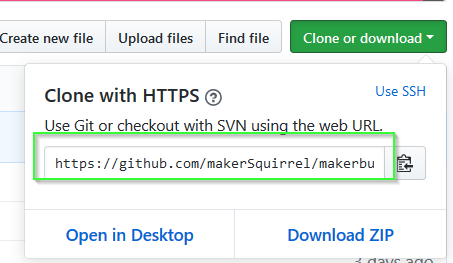 Create new file Upload files Find file Clone or download
Clone with HTTPS ? Use SSH
Use Git or checkout with SVN using the web URL.
https://github.com/makerSquirrel/makerbu
Open in Desktop Download ZIP
3 days ago